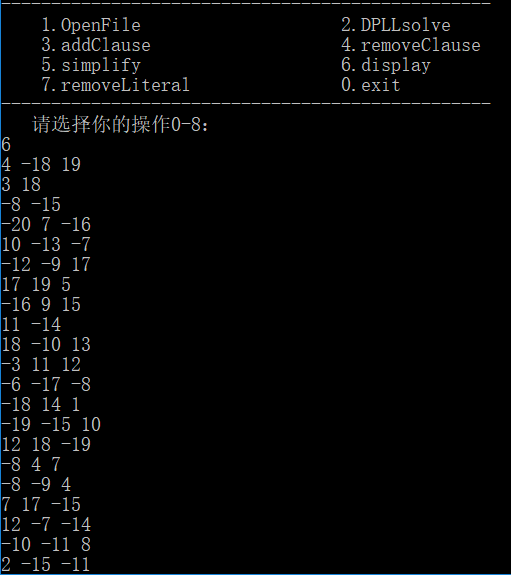 -------------------------------------------------
1.OpenFile 2.DPLLsolve
3.addClause 4.removeClause
5.simplify 6.display
7.removeLiteral 0.exit
-------------------------------------------------
请选择你的操作0-8:
6
4 -18 19
3 18
-8 -15
-20 7 -16
10 -13 -7
-12 -9 17
17 19 5
-16 9 15
11 -14
18 -10 13
-3 11 12
-6 -17 -8
-18 14 1
-19 -15 10
12 18 -19
-8 4 7
-8 -9 4
7 17 -15
12 -7 -14
-10 -11 8
2 -15 -11